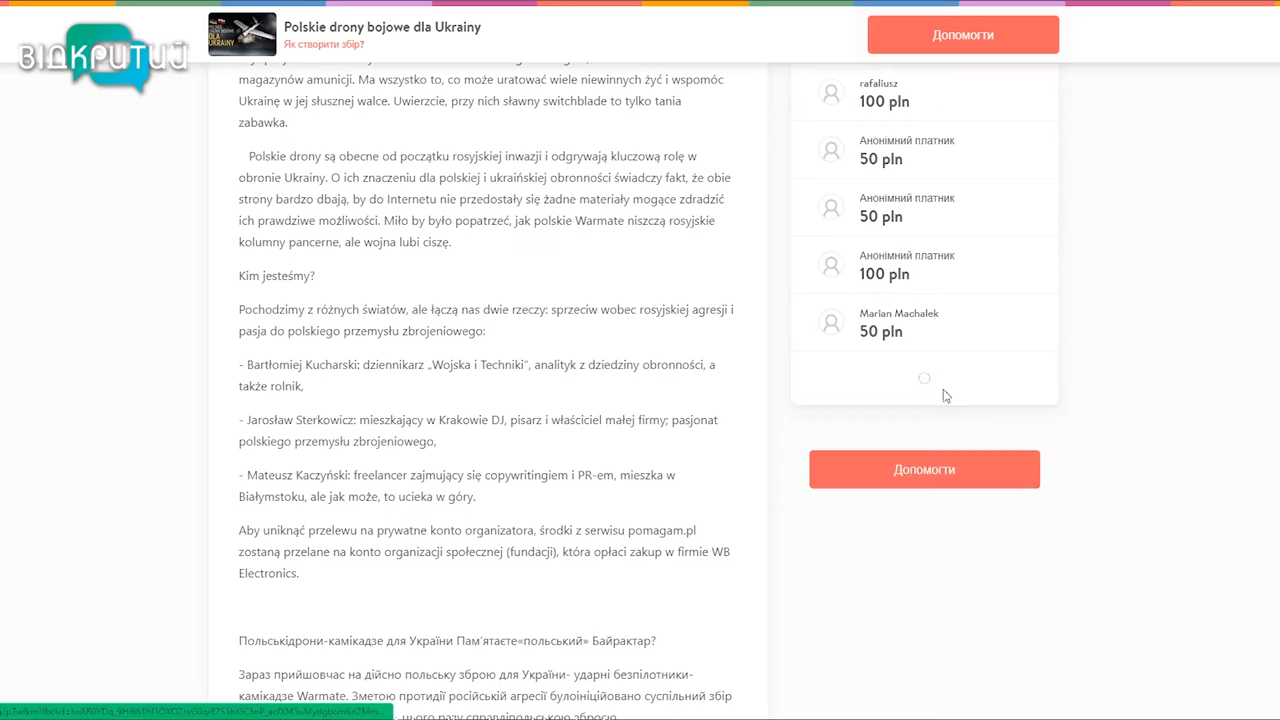 ВІДКРИТИЙ
Polskie drony bojowe dla Ukrainy
Як створити збір?
Допомогти
magazynów amunicji. Ma wszystko to, co może uratować wiele niewinnych żyć i wspomóc
Ukrainę w jej słusznej walce. Uwierzcie, przy nich sławny switchblade to tylko tania
zabawka.
Polskie drony są obecne od początku rosyjskiej inwazji i odgrywają kluczową rolę w
obronie Ukrainy. O ich znaczeniu dla polskiej i ukraińskiej obronności świadczy fakt, że obie
strony bardzo dbają, by do Internetu nie przedostały się żadne materiały mogące zdradzić
ich prawdziwe możliwości. Miło by było popatrzeć, jak polskie Warmate niszczą rosyjskie
kolumny pancerne, ale wojna lubi ciszę.
Kim jesteśmy?
Pochodzimy z różnych światów, ale łączą nas dwie rzeczy: sprzeciw wobec rosyjskiej agresji i
pasja do polskiego przemysłu zbrojeniowego:
- Bartłomiej Kucharski: dziennikarz „Wojska i Techniki", analityk z dziedziny obronności, a
także rolnik,
- Jarosław Sterkowicz: mieszkający w Krakowie DJ, pisarz i właściciel małej firmy; pasjonat
polskiego przemysłu zbrojeniowego,
- Mateusz Kaczyński: freelancer zajmujący się copywritingiem i PR-em, mieszka w
Białymstoku, ale jak może, to ucieka w góry.
Aby uniknąć przelewu na prywatne konto organizatora, środki z serwisu pomagam.pl
zostaną przelane na konto organizacji społecznej (fundacji), która opłaci zakup w firmie WB
Electronics.
Польськідрони-камікадзе для України Пам'ятаєте«польський» Байрактар?
Зараз прийшовчас на дійсно польську зброю для України- ударні безпілотники-
камікадзе Warmate. Зметою протидії російській агресії булоініційовано суспільний збір
цього разу справдіпольською зброєю
rafaliusz
100 pln
Анонімний платник
50 pln
Анонімний платник
50 pln
Анонімний платник
100 pln
Marian Machalek
50 pln
Допомогти